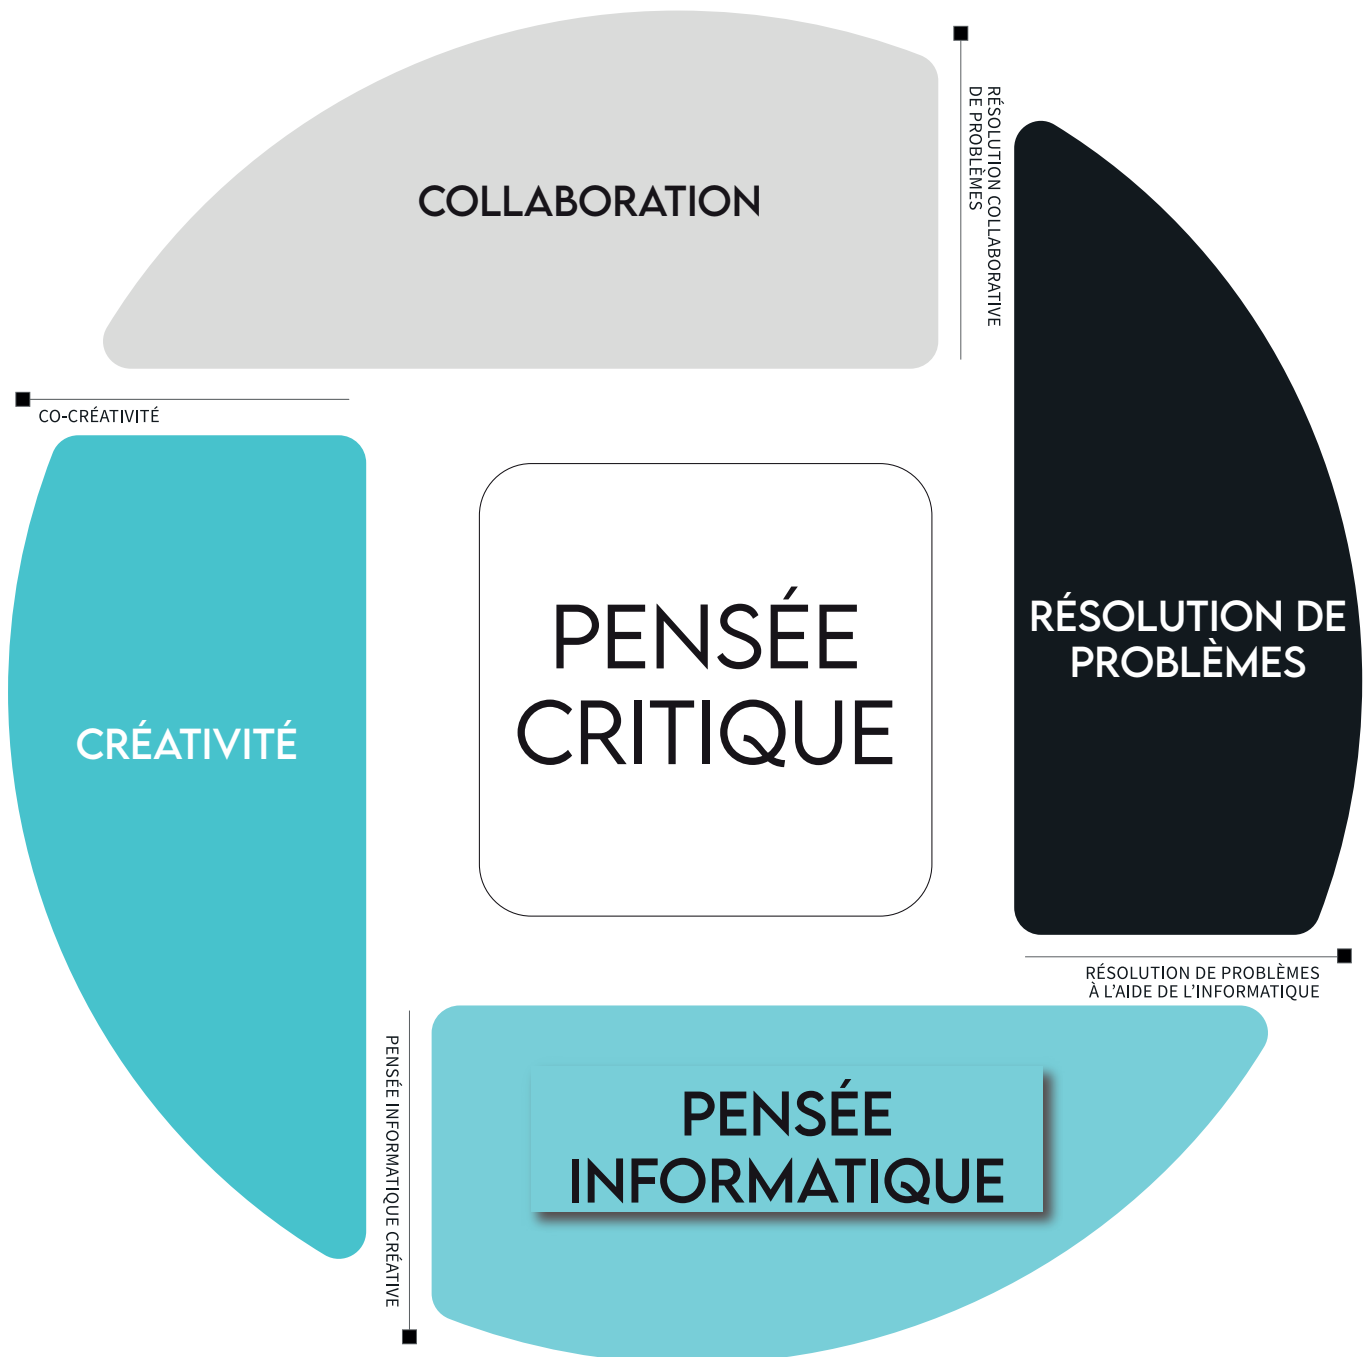 COLLABORATION
RÉSOLUTION COLLABORATIVE
DE PROBLÈMES
CO-CRÉATIVITÉ
PENSÉE
CRITIQUE
RÉSOLUTION DE
PROBLÈMES
CRÉATIVITÉ
RÉSOLUTION DE PROBLÈMES
À L’AIDE DE L’INFORMATIQUE
PENSÉE INFORMATIQUE CRÉATIVE
PENSÉE
INFORMATIQUE